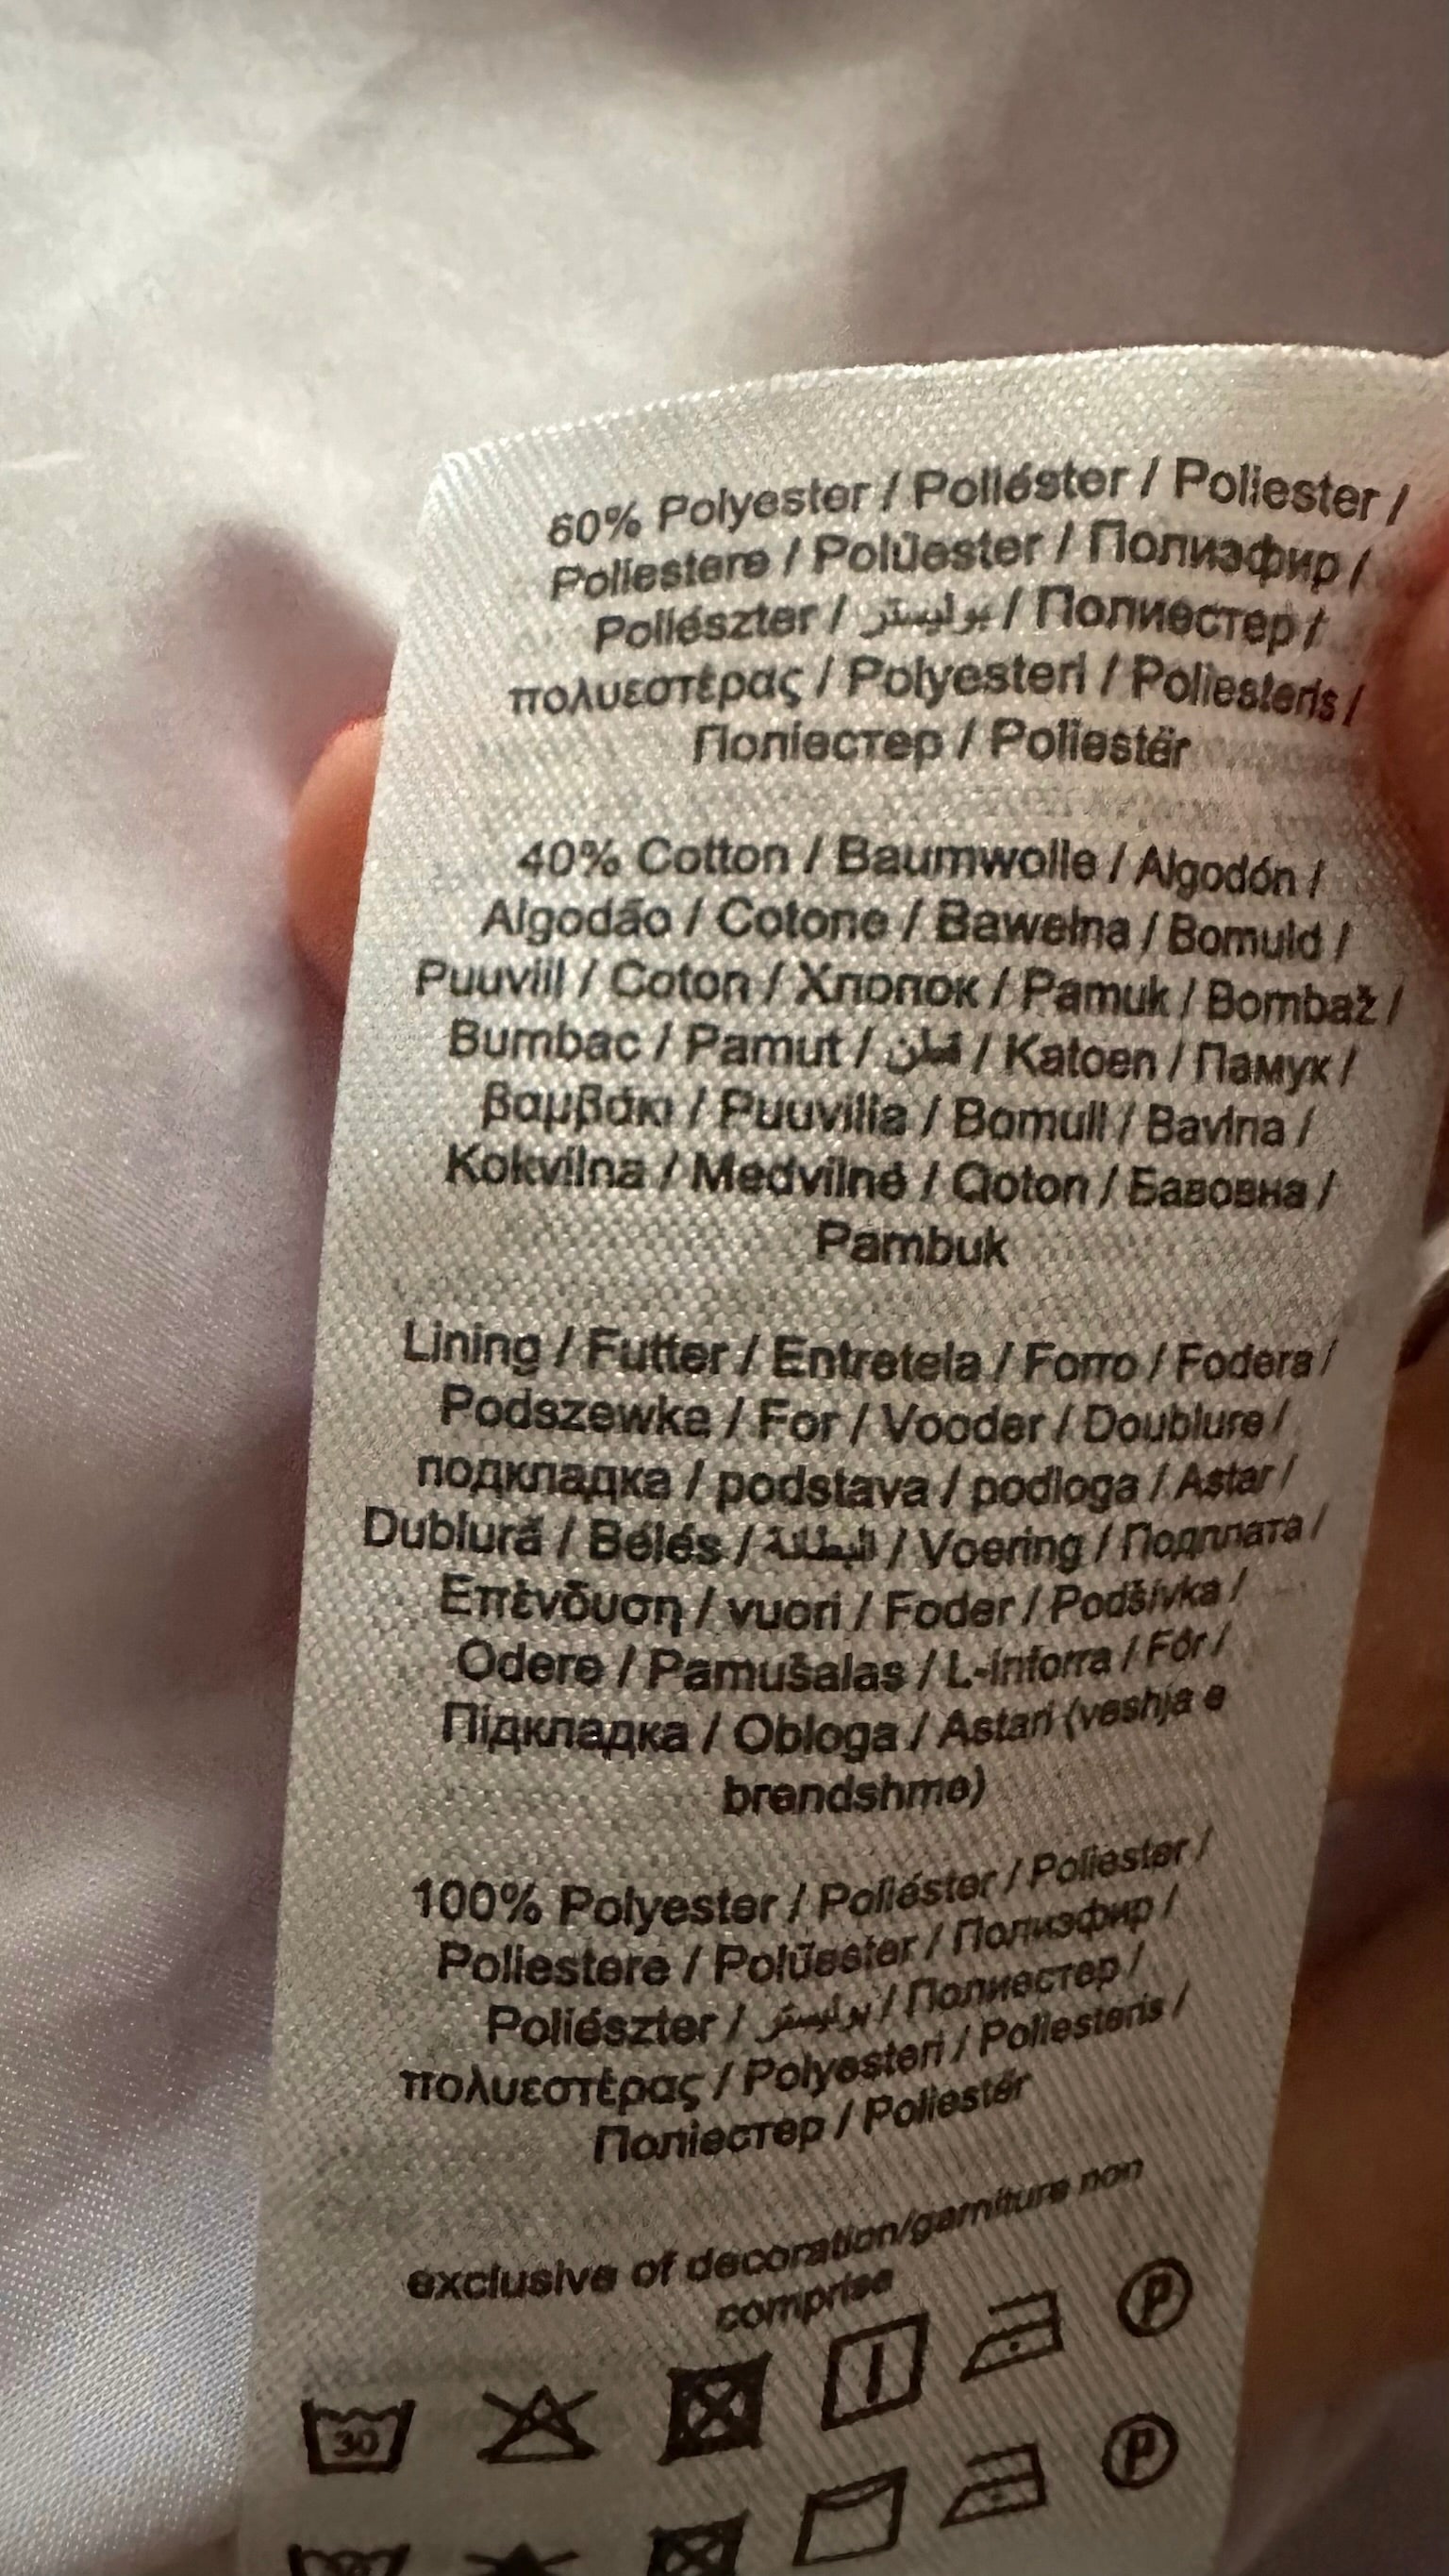 60% Polyester / Poliéster / Poliester /
Poliestere / Polüester / Полиэфир /
Poliészter / بوليستر / Полиестер /
πολυεστέρας / Polyesteri / Poliesteris /
Поліестер / Poliestër
40% Cotton / Baumwolle / Algodón /
Algodão / Cotone / Bawełna / Bomuld /
Puuvill / Coton / Хлопок / Pamuk / Bombaž /
Bumbac / Pamut / قطن / Katoen / Памук /
βαμβάκι / Puuvilla / Bomull / Bavlna /
Kokvilna / Medvilnė / Qoton / Бавовна /
Pambuk
Lining / Futter / Entretela / Forro / Fodera /
Podszewka / For / Vooder / Doublure /
подкладка / podstava / podloga / Astar /
Dublură / Bélés / البطانة / Voering / Подплата /
Επένδυση / vuori / Foder / Podšívka /
Odere / Pamušalas / L-inforra / Fór /
Підкладка / Obloga / Astari (veshja e
brendshme)
100% Polyester / Poliéster / Poliester /
Poliestere / Polüester / Полиэфир /
Poliészter / بوليستر / Полиестер /
πολυεστέρας / Polyesteri / Poliesteris /
Поліестер / Poliestër
exclusive of decoration/garniture non
comprise
30 P
P